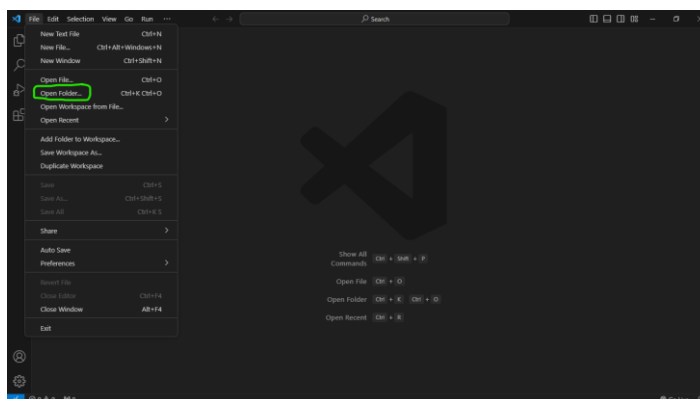 File Edit Selection View Go Run ···
Search
New Text File Ctrl+N
New File... Ctrl+Alt+Windows+N
New Window Ctrl+Shift+N
Open File... Ctrl+O
Open Folder... Ctrl+K Ctrl+O
Open Workspace from File...
Open Recent >
Add Folder to Workspace...
Save Workspace As...
Duplicate Workspace
Save Ctrl+S
Save As... Ctrl+Shift+S
Save All Ctrl+K S
Share >
Auto Save
Preferences >
Revert File
Close Editor Ctrl+F4
Close Window Alt+F4
Exit
Show All Commands Ctrl + Shift + P
Open File Ctrl + O
Open Folder Ctrl + K Ctrl + O
Open Recent Ctrl + R